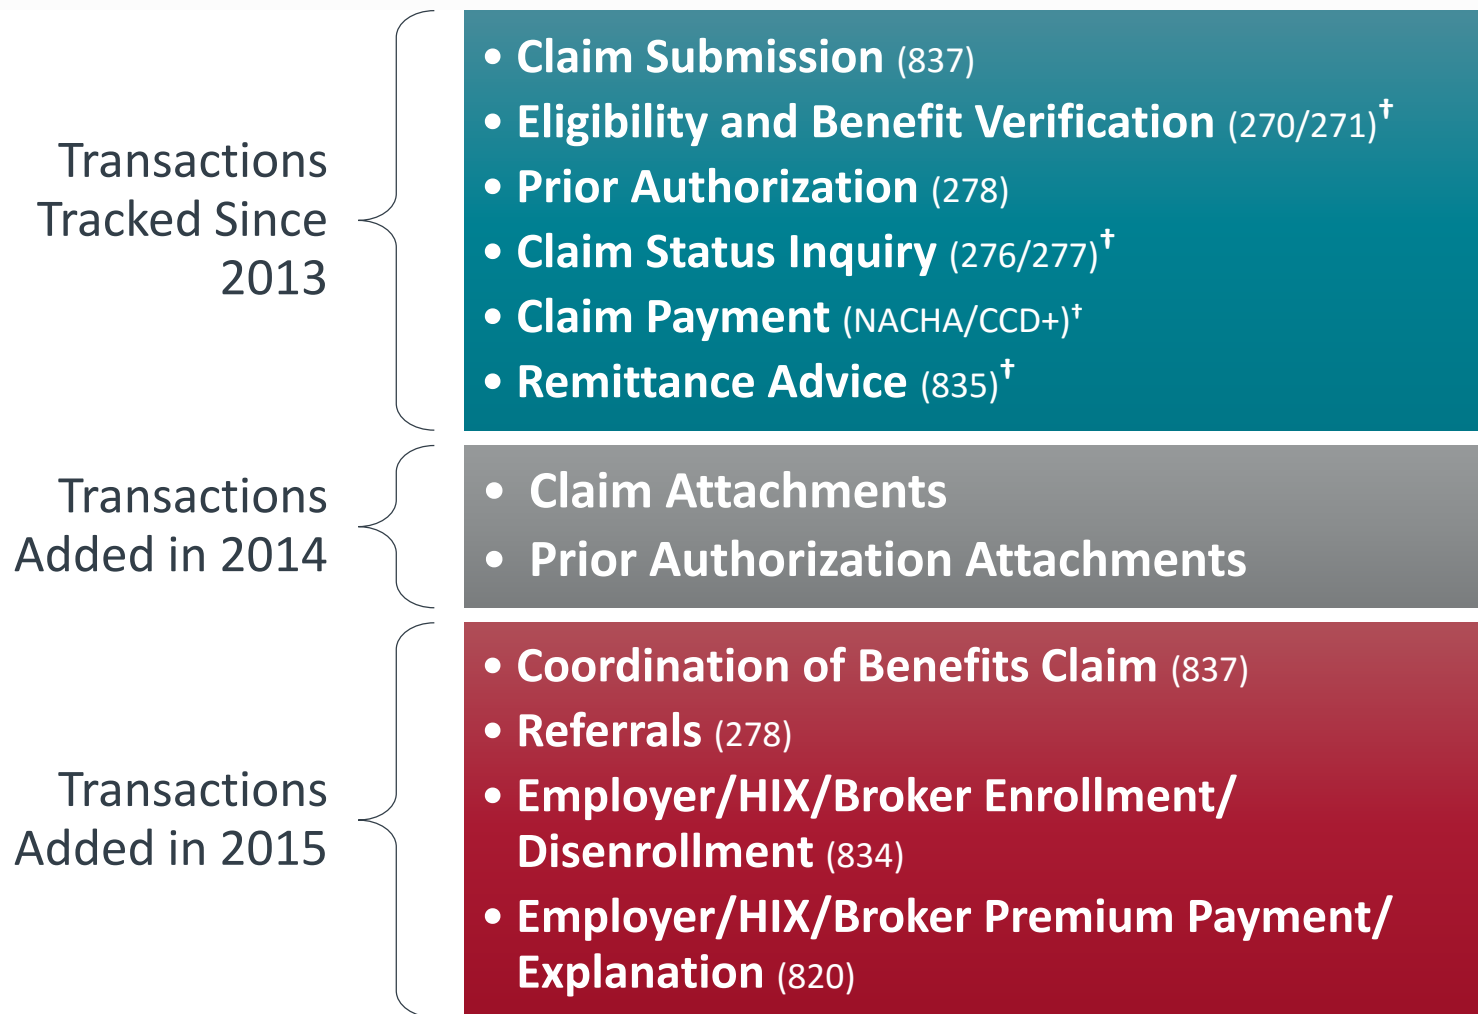 Transactions
Tracked Since
2013
• Claim Submission (837)
• Eligibility and Benefit Verification (270/271)†
• Prior Authorization (278)
• Claim Status Inquiry (276/277)†
• Claim Payment (NACHA/CCD+)†
• Remittance Advice (835)†
Transactions
Added in 2014
• Claim Attachments
• Prior Authorization Attachments
Transactions
Added in 2015
• Coordination of Benefits Claim (837)
• Referrals (278)
• Employer/HIX/Broker Enrollment/
Disenrollment (834)
• Employer/HIX/Broker Premium Payment/
Explanation (820)